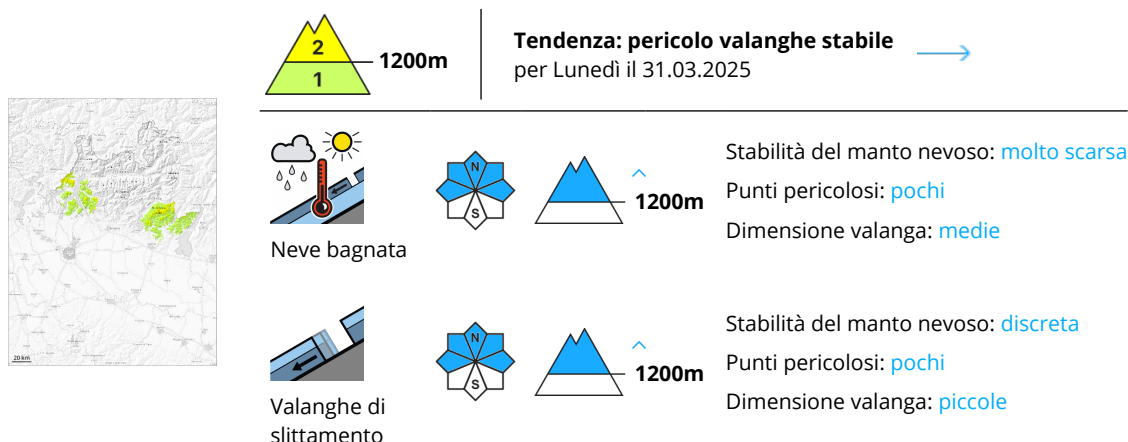 2
1200m
1
Tendenza: pericolo valanghe stabile
per Lunedì il 31.03.2025
20 km
Neve bagnata
N
S
1200m
Stabilità del manto nevoso: molto scarsa
Punti pericolosi: pochi
Dimensione valanga: medie
Valanghe di
slittamento
N
S
1200m
Stabilità del manto nevoso: discreta
Punti pericolosi: pochi
Dimensione valanga: piccole